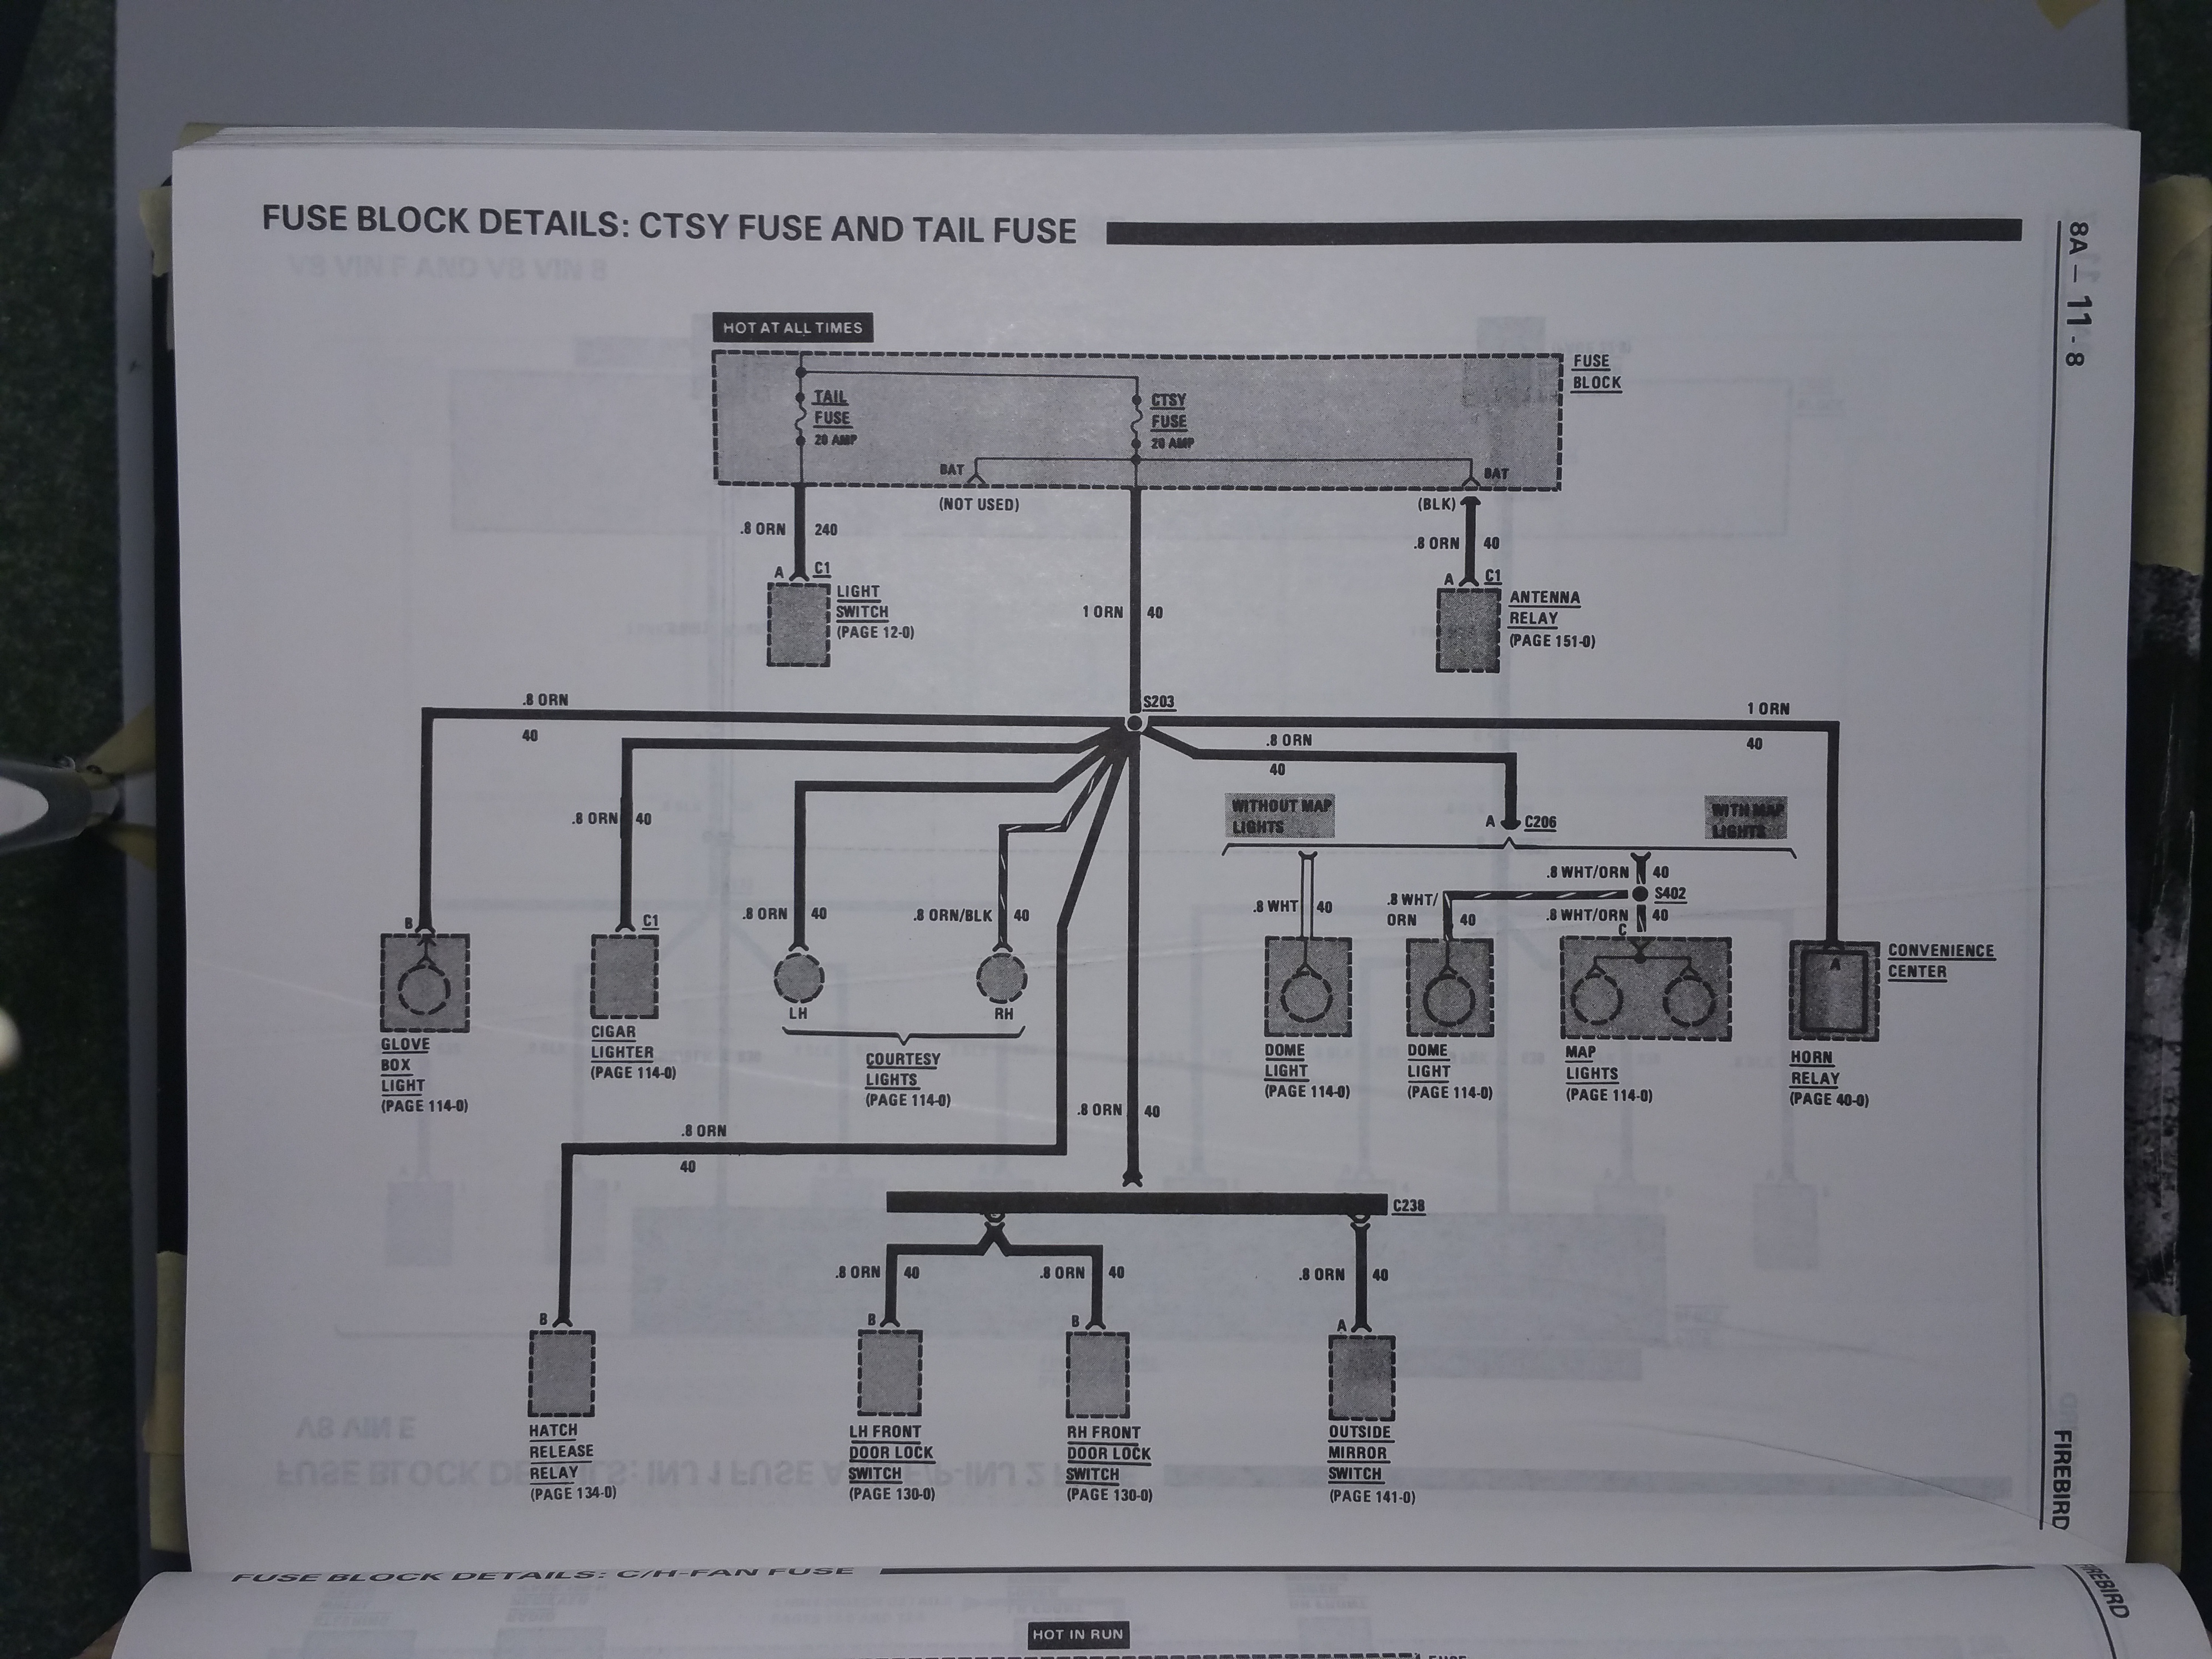 FUSE BLOCK DETAILS: CTSY FUSE AND TAIL FUSE
8A - 11 - 8
V8 VIN F AND V8 VIN 8
HOT AT ALL TIMES
FUSE
BLOCK
TAIL
FUSE
20 AMP
CTSY
FUSE
20 AMP
BAT
BAT
(NOT USED)
(BLK)
.8 ORN 240
.8 ORN 40
A C1
LIGHT
SWITCH
(PAGE 12-0)
1 ORN 40
A C1
ANTENNA
RELAY
(PAGE 151-0)
S203
.8 ORN
40
1 ORN
40
.8 ORN
40
.8 ORN 40
WITHOUT MAP
LIGHTS
WITH MAP
LIGHTS
A C206
.8 WHT/ORN 40
S402
.8 WHT 40
.8 WHT/
ORN 40
.8 WHT/ORN 40
C
B
C1
.8 ORN 40
.8 ORN/BLK 40
A
CONVENIENCE
CENTER
LH
RH
GLOVE
BOX
LIGHT
(PAGE 114-0)
CIGAR
LIGHTER
(PAGE 114-0)
COURTESY
LIGHTS
(PAGE 114-0)
DOME
LIGHT
(PAGE 114-0)
DOME
LIGHT
(PAGE 114-0)
MAP
LIGHTS
(PAGE 114-0)
HORN
RELAY
(PAGE 40-0)
.8 ORN 40
.8 ORN
40
C238
.8 ORN 40
.8 ORN 40
.8 ORN 40
B
B
B
A
HATCH
RELEASE
RELAY
(PAGE 134-0)
LH FRONT
DOOR LOCK
SWITCH
(PAGE 130-0)
RH FRONT
DOOR LOCK
SWITCH
(PAGE 130-0)
OUTSIDE
MIRROR
SWITCH
(PAGE 141-0)
V8 VIN E
FIREBIRD
FUSE BLOCK DETAILS: C/H-FAN FUSE
FIREBIRD
HOT IN RUN